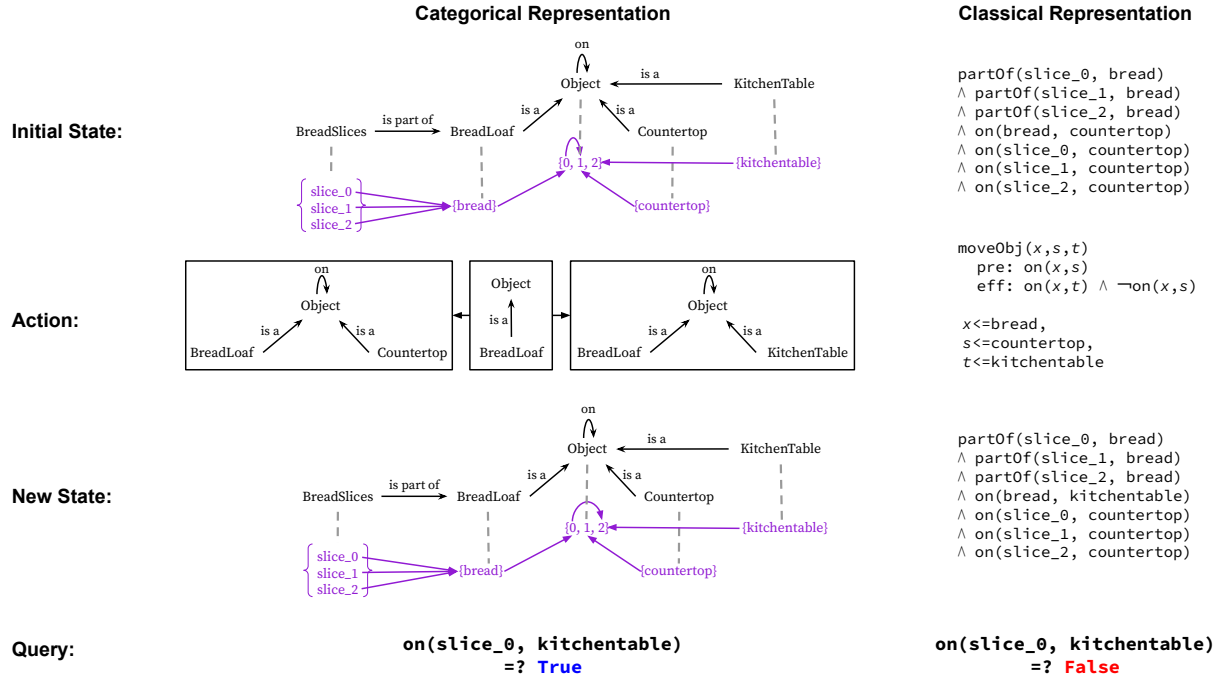 Categorical Representation
Classical Representation
Initial State:
on
Object
is a
KitchenTable
BreadSlices
is part of
BreadLoaf
is a
is a
Countertop
{0, 1, 2}
{kitchentable}
slice_0
slice_1
slice_2
{bread}
{countertop}
partOf(slice_0, bread)
∧ partOf(slice_1, bread)
∧ partOf(slice_2, bread)
∧ on(bread, countertop)
∧ on(slice_0, countertop)
∧ on(slice_1, countertop)
∧ on(slice_2, countertop)
Action:
on
Object
is a
is a
BreadLoaf
Countertop
Object
is a
BreadLoaf
on
Object
is a
is a
BreadLoaf
KitchenTable
moveObj(x,s,t)
pre: on(x,s)
eff: on(x,t) ∧ ¬on(x,s)
x<=bread,
s<=countertop,
t<=kitchentable
New State:
on
Object
is a
KitchenTable
BreadSlices
is part of
BreadLoaf
is a
is a
Countertop
{0, 1, 2}
{kitchentable}
slice_0
slice_1
slice_2
{bread}
{countertop}
partOf(slice_0, bread)
∧ partOf(slice_1, bread)
∧ partOf(slice_2, bread)
∧ on(bread, kitchentable)
∧ on(slice_0, countertop)
∧ on(slice_1, countertop)
∧ on(slice_2, countertop)
Query:
on(slice_0, kitchentable)
=? True
on(slice_0, kitchentable)
=? False